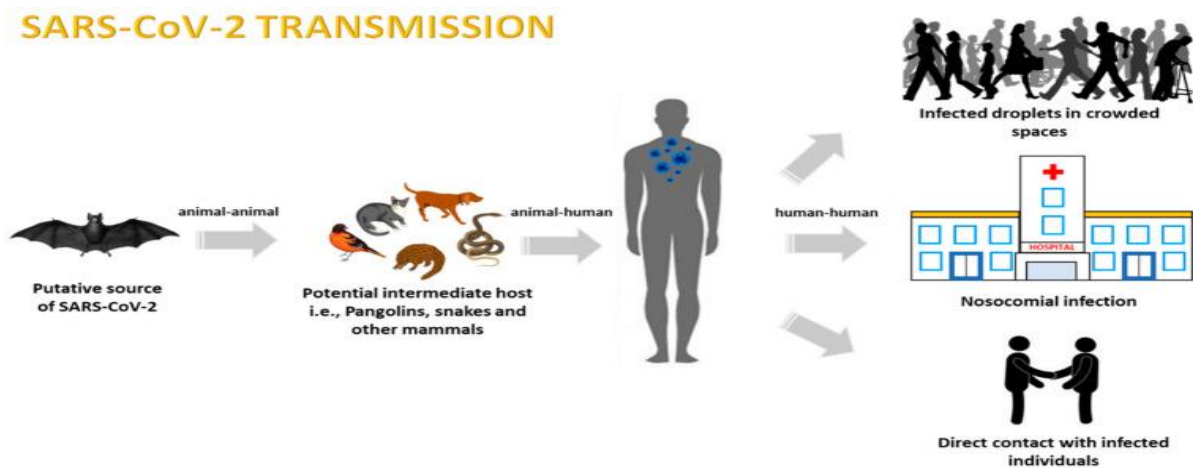 SARS-CoV-2 TRANSMISSION
Infected droplets in crowded
spaces
animal-animal
animal-human
human-human
HOSPITAL
Putative source
of SARS-CoV-2
Potential intermediate host
i.e., Pangolins, snakes and
other mammals
Nosocomial infection
Direct contact with infected
individuals